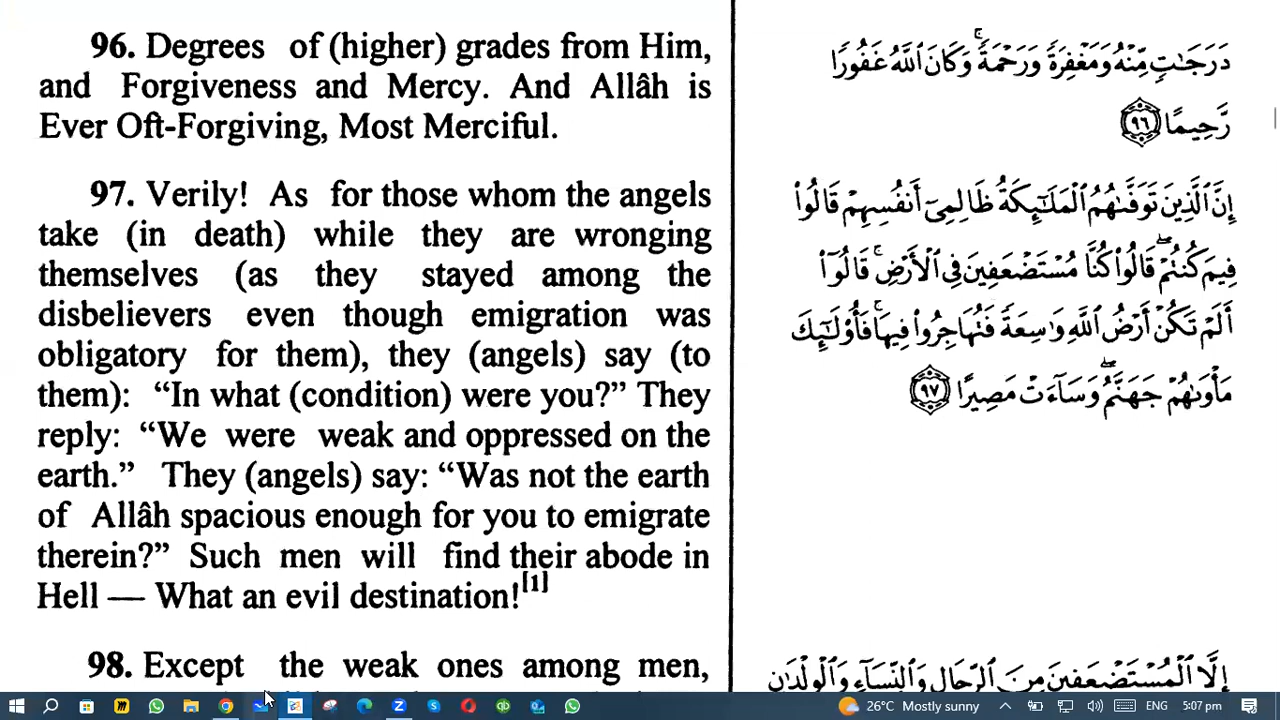 96. Degrees of (higher) grades from Him,
and Forgiveness and Mercy. And Allâh is
Ever Oft-Forgiving, Most Merciful.
97. Verily! As for those whom the angels
take (in death) while they are wronging
themselves (as they stayed among the
disbelievers even though emigration was
obligatory for them), they (angels) say (to
them): “In what (condition) were you?” They
reply: “We were weak and oppressed on the
earth.” They (angels) say: “Was not the earth
of Allâh spacious enough for you to emigrate
therein?” Such men will find their abode in
Hell — What an evil destination![1]
98. Except the weak ones among men,
دَرَجَـٰتٍ مِّنْهُ وَمَغْفِرَةً وَرَحْمَةً ۚ وَكَانَ ٱللَّهُ غَفُورًا
رَّحِيمًا ٩٦
إِنَّ ٱلَّذِينَ تَوَفَّىٰهُمُ ٱلْمَلَـٰٓئِكَةُ ظَالِمِىٓ أَنفُسِهِمْ قَالُوا۟
فِيمَ كُنتُمْ ۖ قَالُوا۟ كُنَّا مُسْتَضْعَفِينَ فِى ٱلْأَرْضِ ۚ قَالُوٓا۟
أَلَمْ تَكُنْ أَرْضُ ٱللَّهِ وَٰسِعَةً فَتُهَاجِرُوا۟ فِيهَا ۚ فَأُو۟لَـٰٓئِكَ
مَأْوَىٰهُمْ جَهَنَّمُ ۖ وَسَآءَتْ مَصِيرًا ٩٧
إِلَّا ٱلْمُسْتَضْعَفِينَ مِنَ ٱلرِّجَالِ وَٱلنِّسَآءِ وَٱلْوِلْدَٰنِ
26°C Mostly sunny ENG 5:07 pm